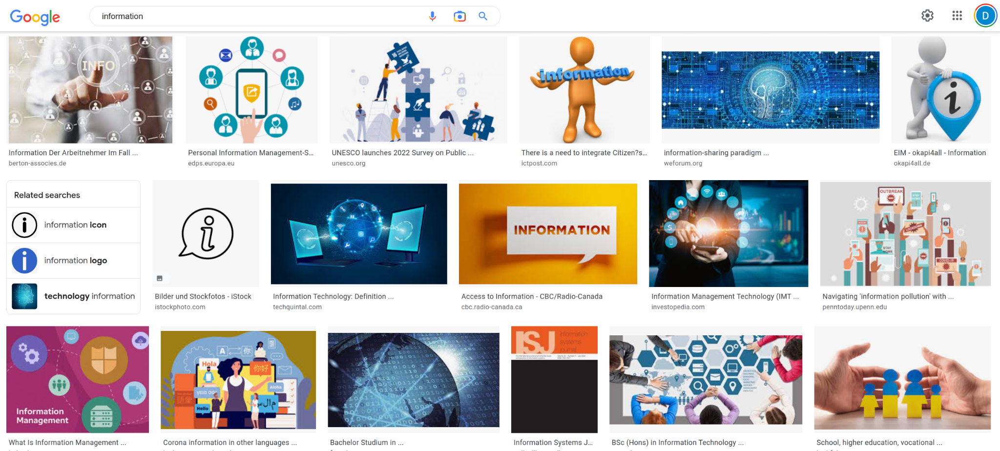 Google
information
D
INFO
16
information
i
Information Der Arbeitnehmer Im Fall ...
berton-associes.de
Personal Information Management-S...
edps.europa.eu
UNESCO launches 2022 Survey on Public ...
unesco.org
There is a need to integrate Citizen?s...
ictpost.com
information-sharing paradigm ...
weforum.org
EIM - okapi4all - Information
okapi4all.de
Related searches
i information icon
i information logo
technology information
i
INFORMATION
OUTBREAK
LOCKDOWN
STAY
HOME
COVID-19
Bilder und Stockfotos - iStock
istockphoto.com
Information Technology: Definition ...
techquintal.com
Access to Information - CBC/Radio-Canada
cbc.radio-canada.ca
Information Management Technology (IMT ...
investopedia.com
Navigating 'information pollution' with ...
penntoday.upenn.edu
Information
Management
A
你
Hola
你好
Aloha
Hello
سلام
ISJ
information
systems
journal
What Is Information Management ...
Corona information in other languages ...
Bachelor Studium in ...
Information Systems J...
BSc (Hons) in Information Technology ...
School, higher education, vocational ...